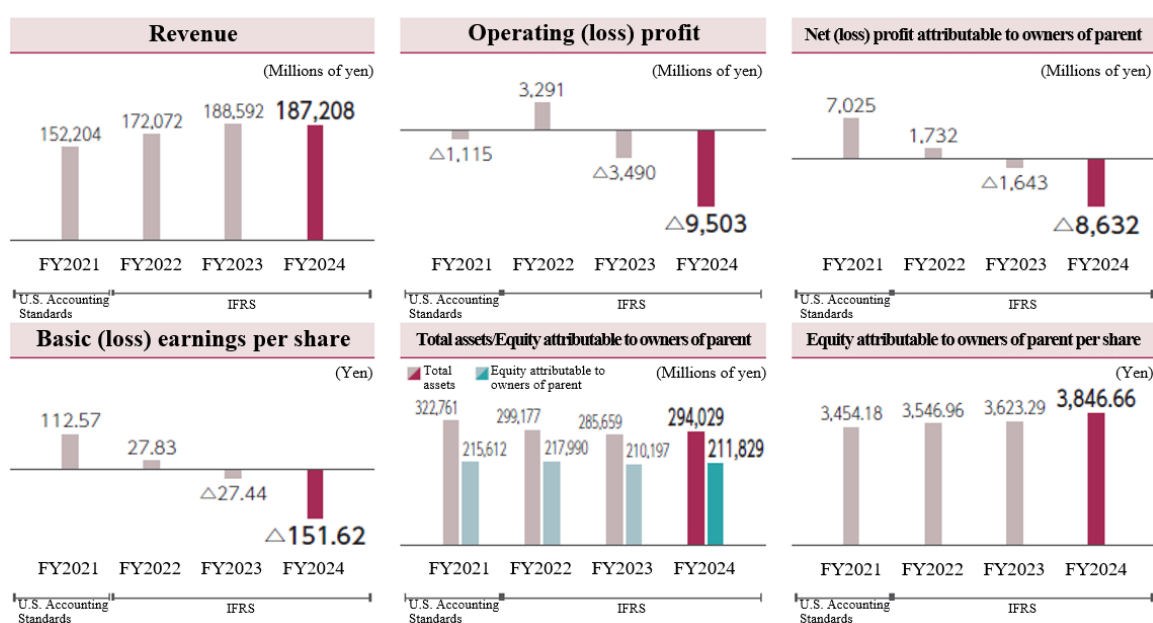 Revenue
(Millions of yen)
152,204
172,072
188,592
187,208
FY2021 FY2022 FY2023 FY2024
U.S. Accounting
Standards
IFRS
Operating (loss) profit
(Millions of yen)
△1,115
3,291
△3,490
△9,503
FY2021 FY2022 FY2023 FY2024
U.S. Accounting
Standards
IFRS
Net (loss) profit attributable to owners of parent
(Millions of yen)
7,025
1,732
△1,643
△8,632
FY2021 FY2022 FY2023 FY2024
U.S. Accounting
Standards
IFRS
Basic (loss) earnings per share
(Yen)
112.57
27.83
△27.44
△151.62
FY2021 FY2022 FY2023 FY2024
U.S. Accounting
Standards
IFRS
Total assets/Equity attributable to owners of parent
Total
assets
Equity attributable to
owners of parent
(Millions of yen)
322,761
215,612
299,177
217,990
285,659
210,197
294,029
211,829
FY2021 FY2022 FY2023 FY2024
U.S. Accounting
Standards
IFRS
Equity attributable to owners of parent per share
(Yen)
3,454.18
3,546.96
3,623.29
3,846.66
FY2021 FY2022 FY2023 FY2024
U.S. Accounting
Standards
IFRS